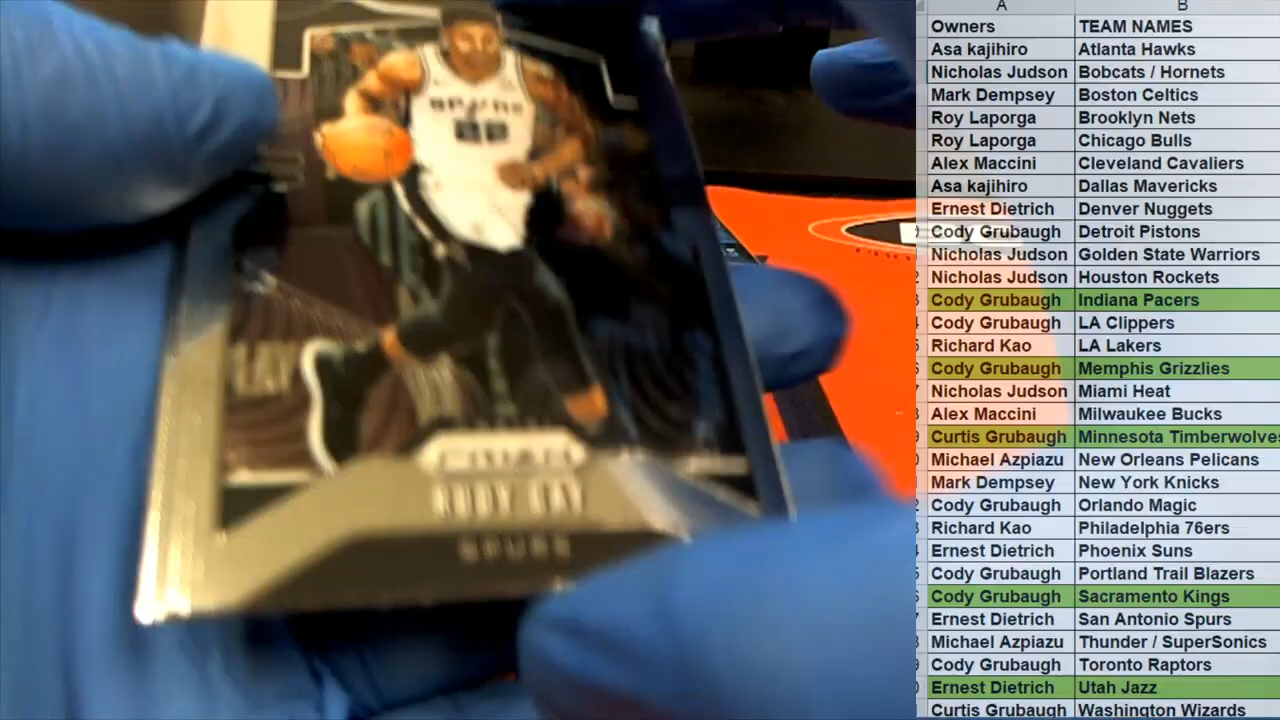 SPURS
22
PRIZM
RUDY GAY
SPURS
A B
Owners TEAM NAMES
Asa kajihiro Atlanta Hawks
Nicholas Judson Bobcats / Hornets
Mark Dempsey Boston Celtics
Roy Laporga Brooklyn Nets
Roy Laporga Chicago Bulls
Alex Maccini Cleveland Cavaliers
Asa kajihiro Dallas Mavericks
Ernest Dietrich Denver Nuggets
Cody Grubaugh Detroit Pistons
Nicholas Judson Golden State Warriors
Nicholas Judson Houston Rockets
Cody Grubaugh Indiana Pacers
Cody Grubaugh LA Clippers
Richard Kao LA Lakers
Cody Grubaugh Memphis Grizzlies
Nicholas Judson Miami Heat
Alex Maccini Milwaukee Bucks
Curtis Grubaugh Minnesota Timberwolves
Michael Azpiazu New Orleans Pelicans
Mark Dempsey New York Knicks
Cody Grubaugh Orlando Magic
Richard Kao Philadelphia 76ers
Ernest Dietrich Phoenix Suns
Cody Grubaugh Portland Trail Blazers
Cody Grubaugh Sacramento Kings
Ernest Dietrich San Antonio Spurs
Michael Azpiazu Thunder / SuperSonics
Cody Grubaugh Toronto Raptors
Ernest Dietrich Utah Jazz
Curtis Grubaugh Washington Wizards